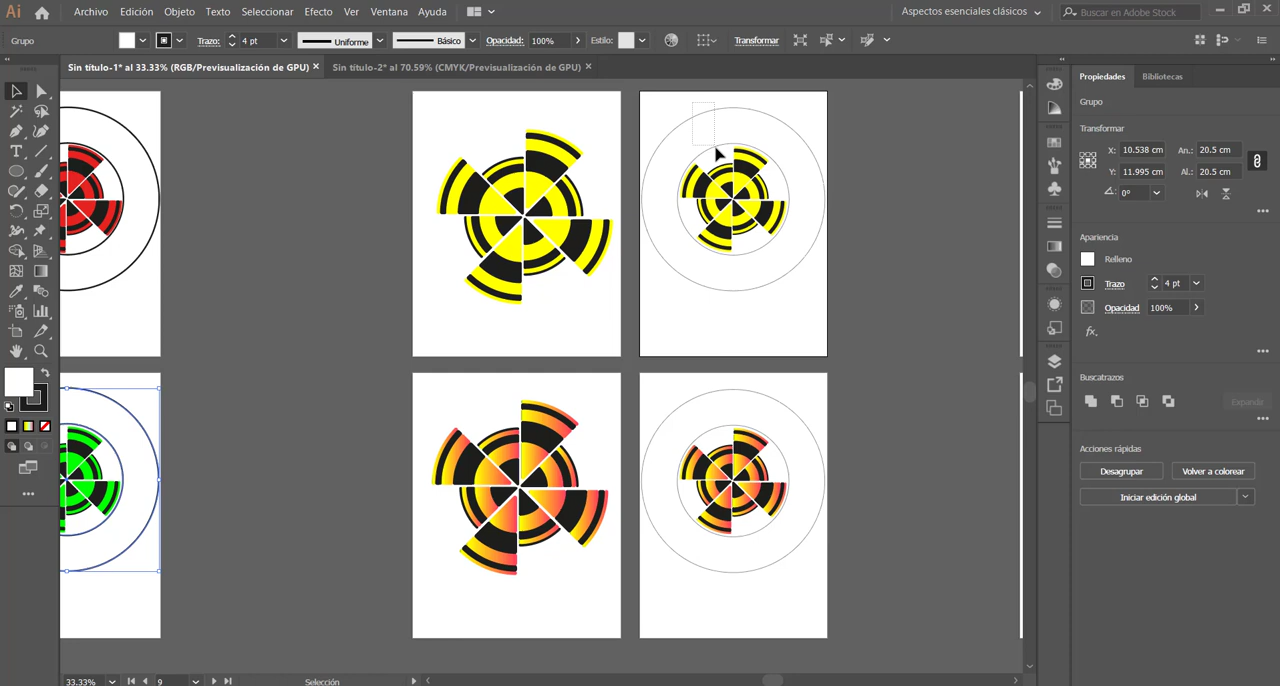 Ai Archivo Edición Objeto Texto Seleccionar Efecto Ver Ventana Ayuda Aspectos esenciales clásicos Buscar en Adobe Stock
Grupo Trazo: 4 pt Uniforme Básico Opacidad: 100% Estilo: Transformar
Sin título-1* al 33.33% (RGB/Previsualización de GPU) × Sin título-2* al 70.59% (CMYK/Previsualización de GPU) ×
Propiedades Bibliotecas
Grupo
Transformar
X: 10.538 cm An.: 20.5 cm
Y: 11.995 cm Al.: 20.5 cm
0°
Apariencia
Relleno
Trazo 4 pt
Opacidad 100%
fx.
Buscatrazos
Expandir
Acciones rápidas
Desagrupar Volver a colorear
Iniciar edición global
33.33% 9 Selección